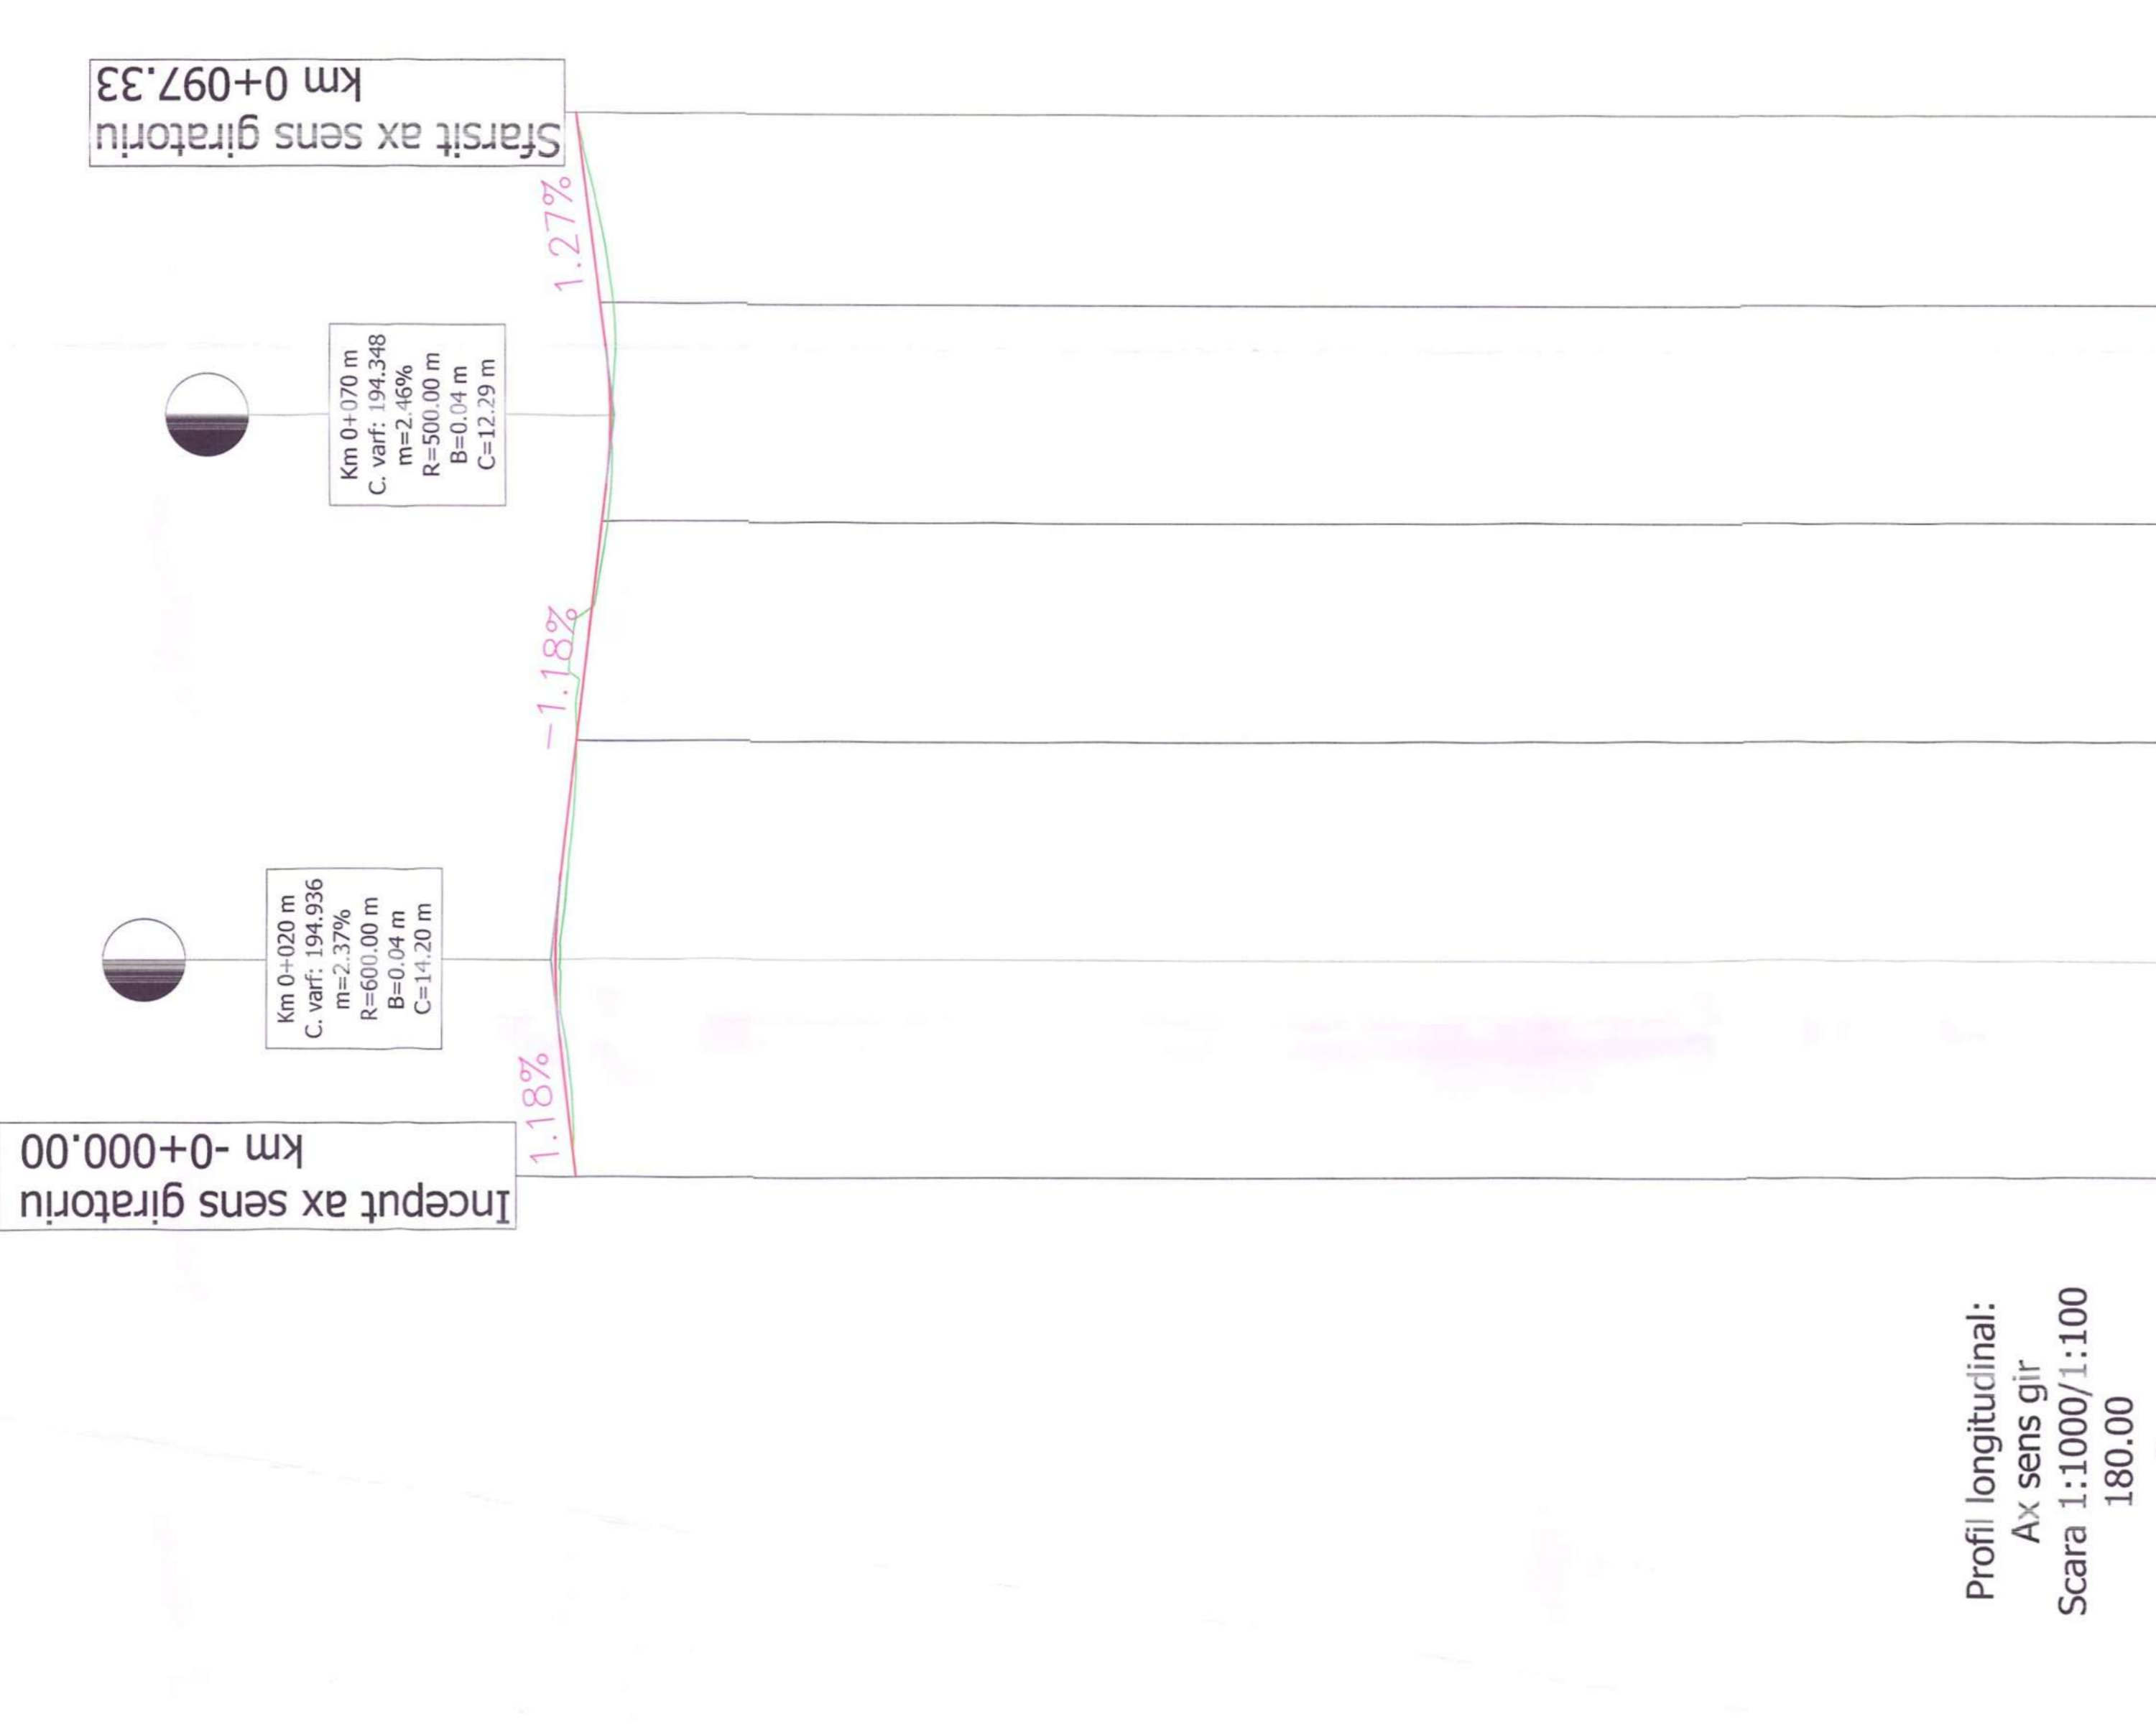 Inceput ax sens giratoriu
km -0+000.00
1.18%
Km 0+020 m
C. varf: 194.936
m=2.37%
R=600.00 m
B=0.04 m
C=14.20 m
-1.18%
Km 0+070 m
C. varf: 194.348
m=2.46%
R=500.00 m
B=0.04 m
C=12.29 m
1.27%
Sfarsit ax sens giratoriu
km 0+097.33
Profil longitudinal:
Ax sens gir
Scara 1:1000/1:100
180.00